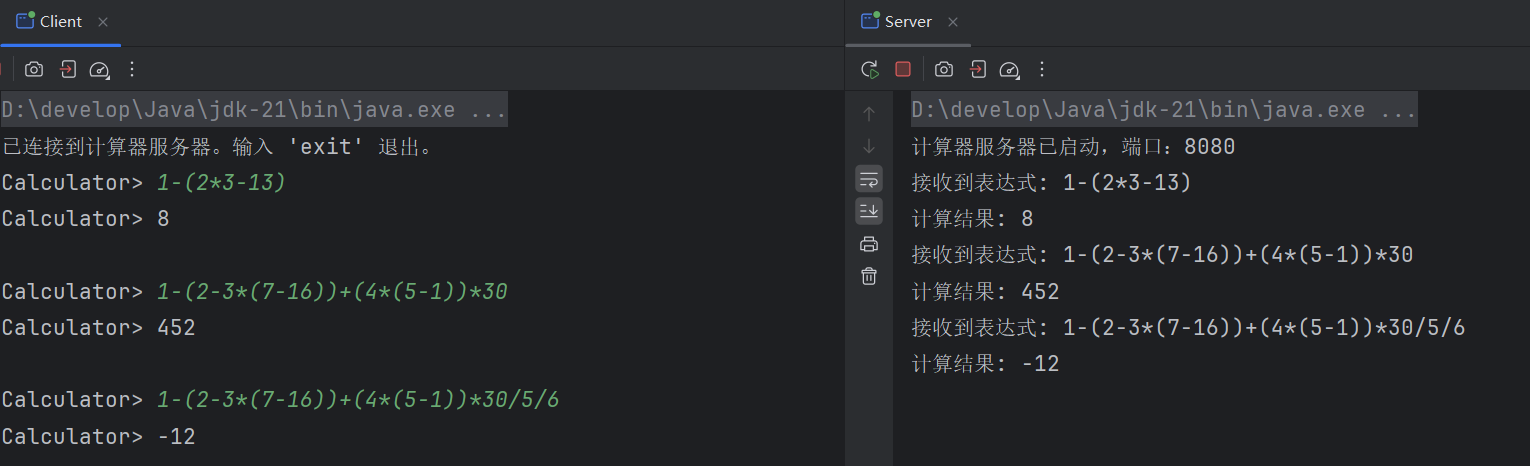 Client
D:\develop\Java\jdk-21\bin\java.exe ...
已连接到计算器服务器。输入 'exit' 退出。
Calculator> 1-(2*3-13)
Calculator> 8
Calculator> 1-(2-3*(7-16))+(4*(5-1))*30
Calculator> 452
Calculator> 1-(2-3*(7-16))+(4*(5-1))*30/5/6
Calculator> -12
Server
D:\develop\Java\jdk-21\bin\java.exe ...
计算器服务器已启动，端口：8080
接收到表达式: 1-(2*3-13)
计算结果: 8
接收到表达式: 1-(2-3*(7-16))+(4*(5-1))*30
计算结果: 452
接收到表达式: 1-(2-3*(7-16))+(4*(5-1))*30/5/6
计算结果: -12